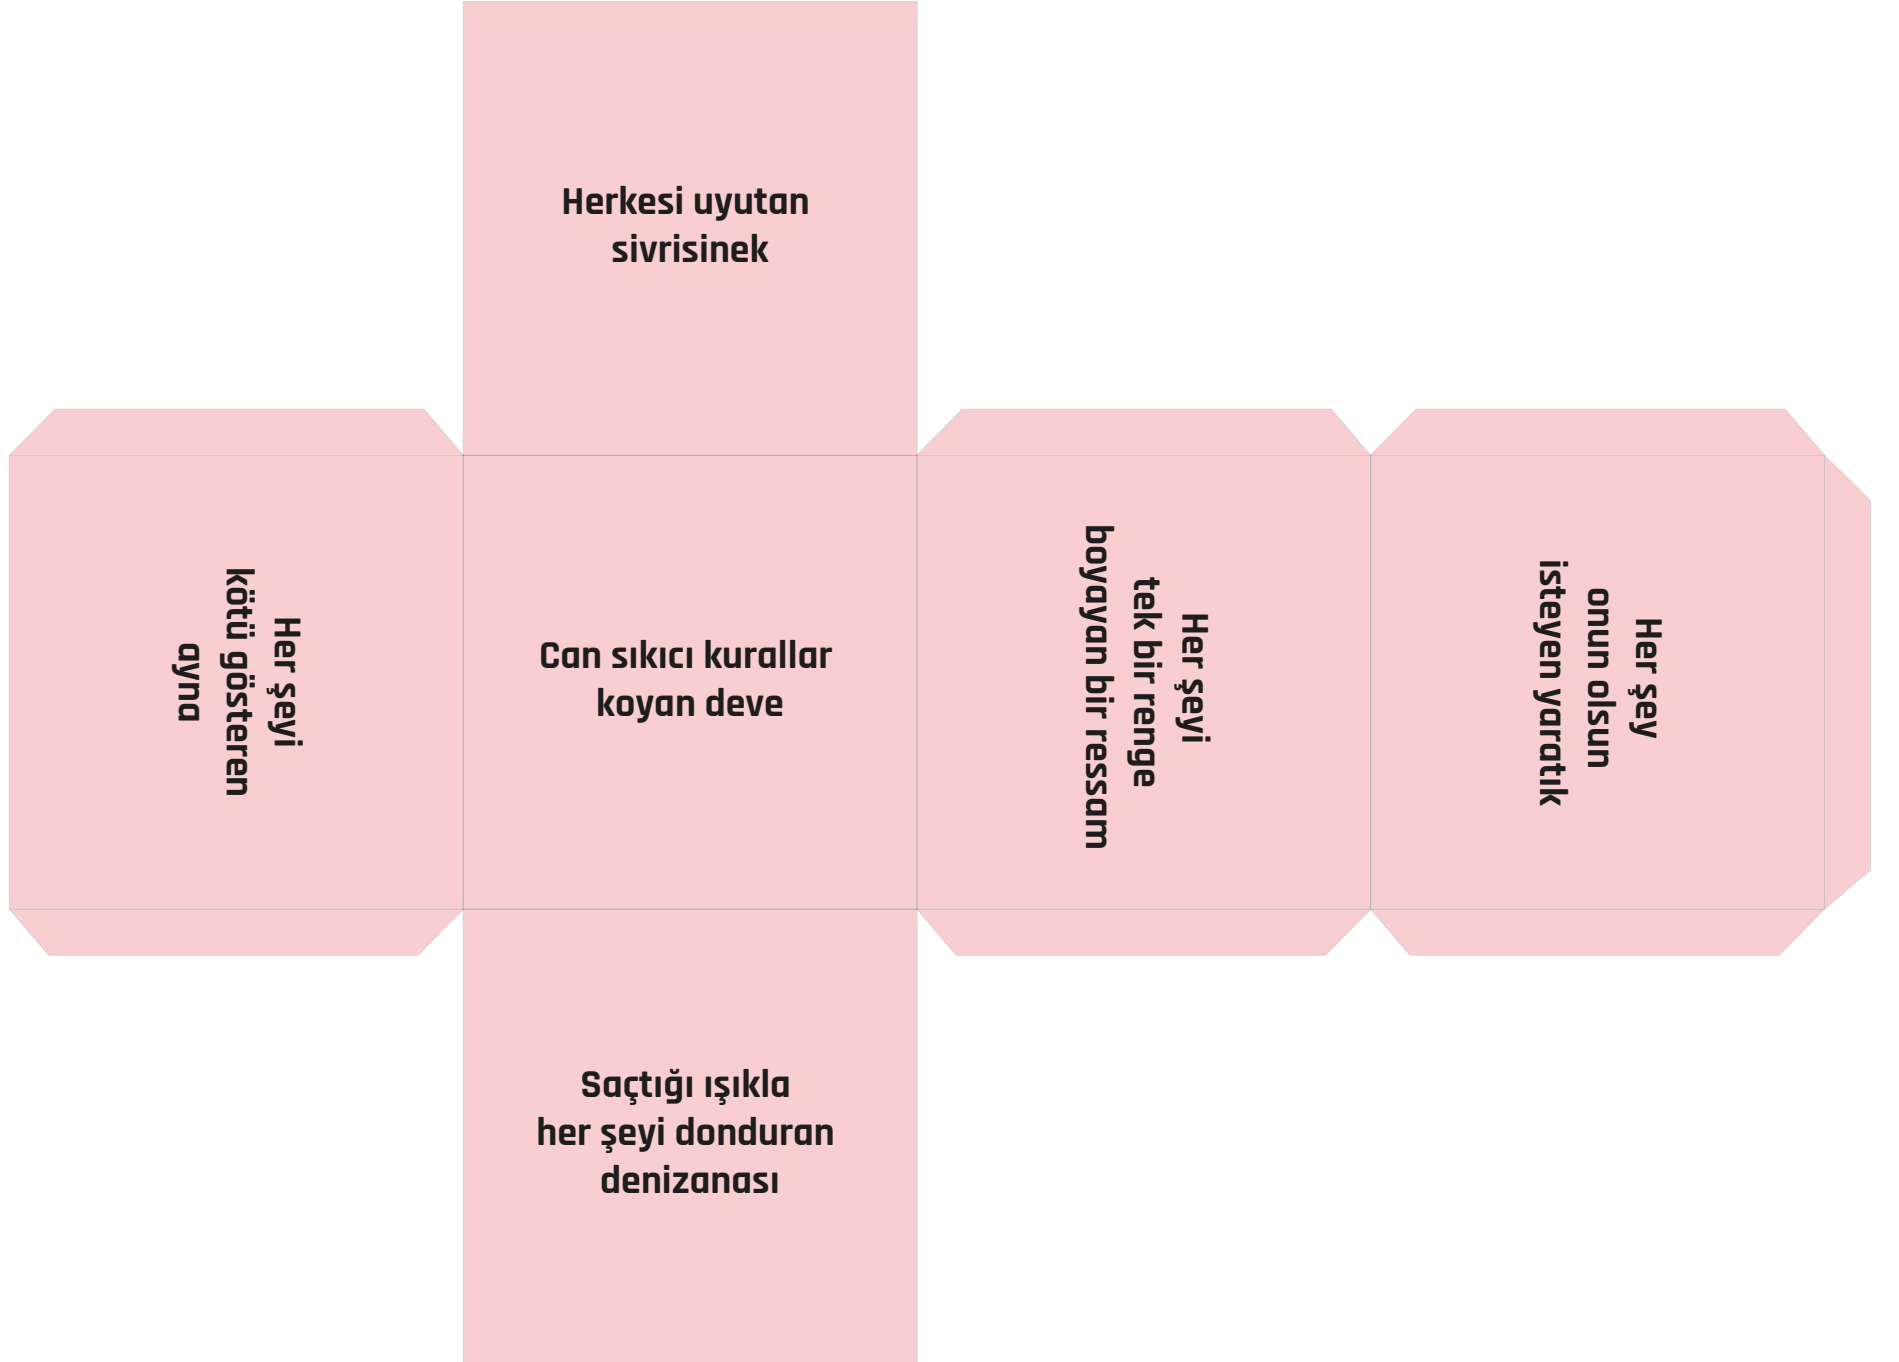 Herkesi uyutan
sivrisinek
Her şeyi
kötü gösteren
ayna
Can sıkıcı kurallar
koyan deve
Her şeyi
tek bir renge
boyayan bir ressam
Her şey
onun olsun
isteyen yaratık
Saçtığı ışıkla
her şeyi donduran
denizanası